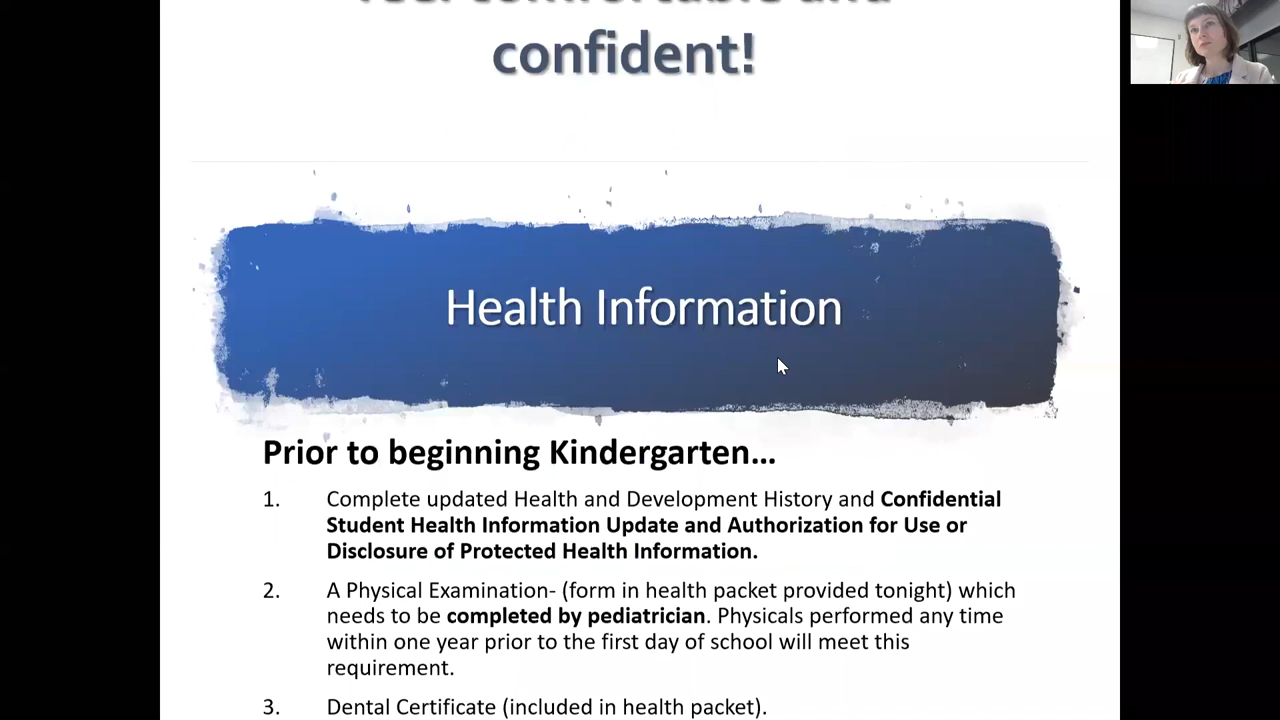 feel comfortable and
confident!
Health Information
Prior to beginning Kindergarten...
1. Complete updated Health and Development History and Confidential
Student Health Information Update and Authorization for Use or
Disclosure of Protected Health Information.
2. A Physical Examination- (form in health packet provided tonight) which
needs to be completed by pediatrician. Physicals performed any time
within one year prior to the first day of school will meet this
requirement.
3. Dental Certificate (included in health packet).